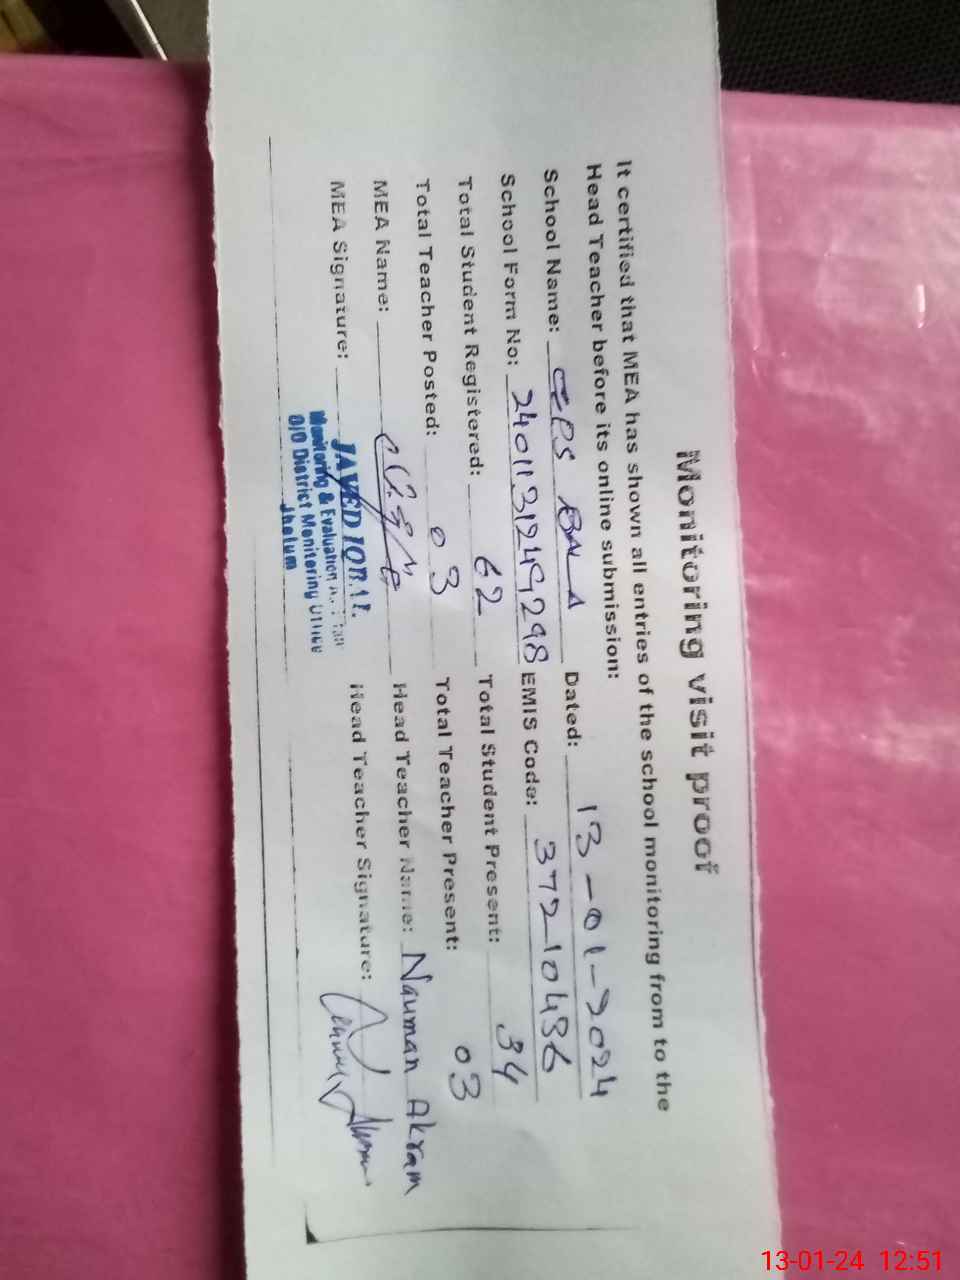 Monitoring visit proof
It certified that MEA has shown all entries of the school monitoring from to the
Head Teacher before its online submission:
School Name: GPS BALA Dated: 13-01-2024
School Form No: 2401131249298 EMIS Code: 37210436
Total Student Registered: 62 Total Student Present: 34
Total Teacher Posted: 03 Total Teacher Present: 03
MEA Name: Head Teacher Name: Nauman Akram
MEA Signature: Head Teacher Signature:
JAVED IQBAL
Monitoring & Evaluation
O/O District Monitoring Office
Jhelum
13-01-24 12:51